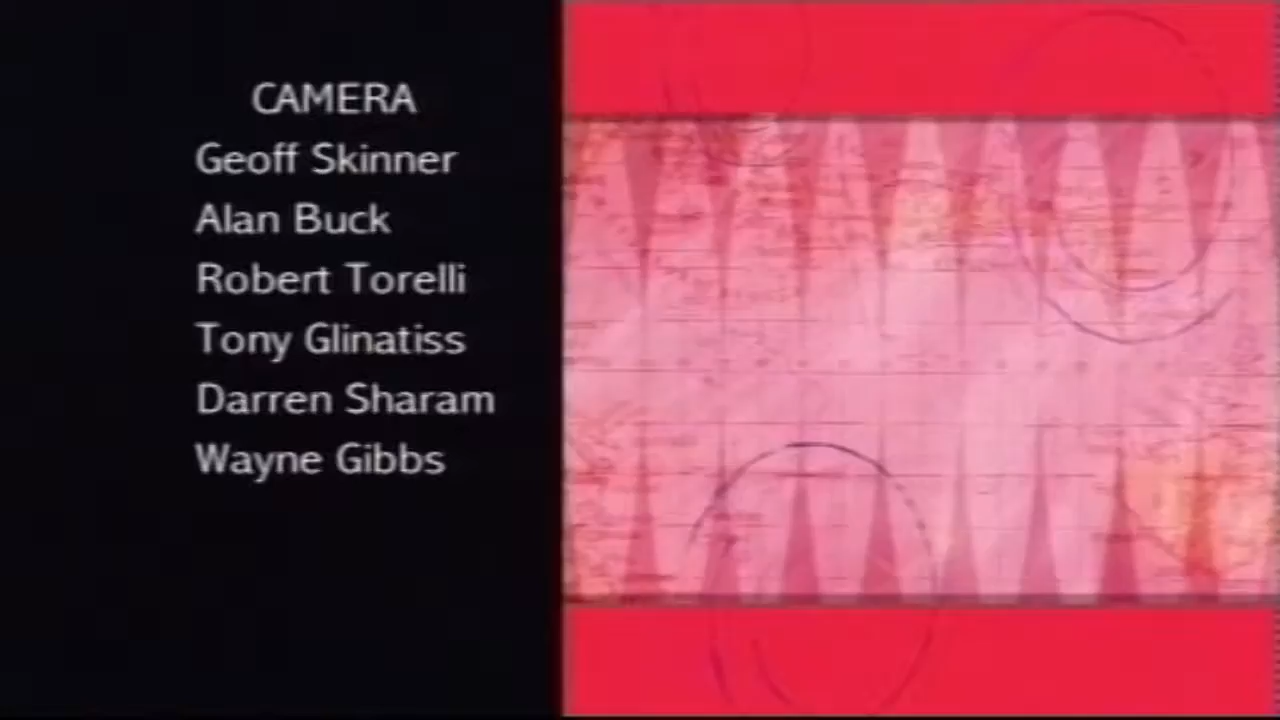 CAMERA
Geoff Skinner
Alan Buck
Robert Torelli
Tony Glinatiss
Darren Sharam
Wayne Gibbs